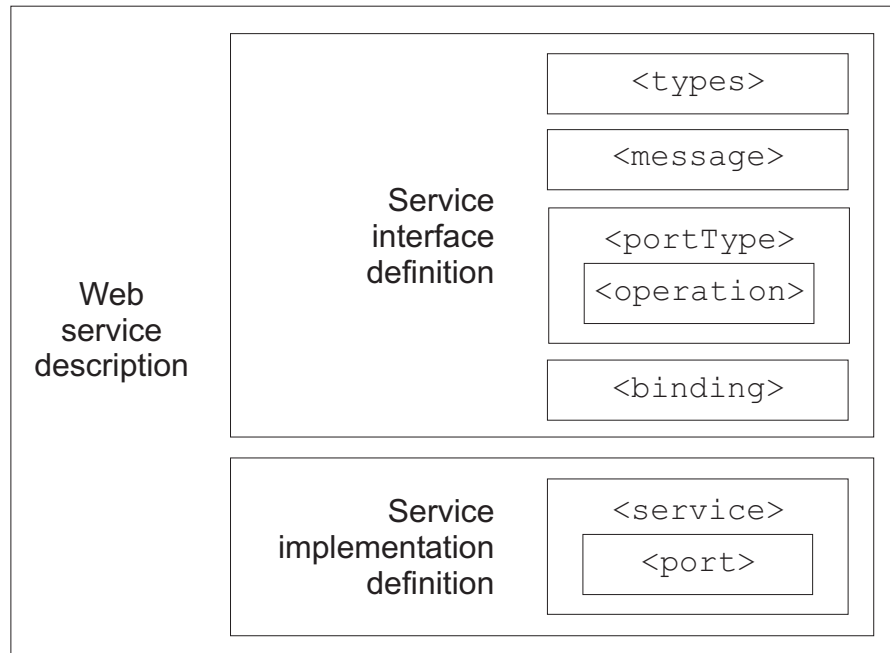 Web
service
description
Service
interface
definition
<types>
<message>
<portType>
<operation>
<binding>
Service
implementation
definition
<service>
<port>